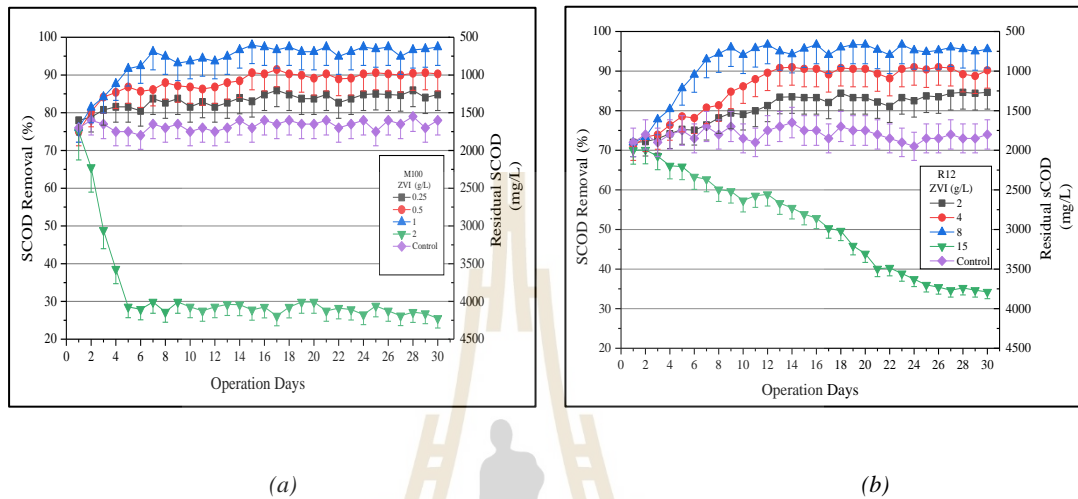 100
90
80
70
60
50
40
30
20
SCOD Removal (%)
0 2 4 6 8 10 12 14 16 18 20 22 24 26 28 30
Operation Days
500
1000
1500
2000
2500
3000
3500
4000
4500
Residual SCOD
(mg/L)
M100
ZVI (g/L)
0.25
0.5
1
2
Control
(a)
100
90
80
70
60
50
40
30
20
SCOD Removal (%)
0 2 4 6 8 10 12 14 16 18 20 22 24 26 28 30
Operation Days
500
1000
1500
2000
2500
3000
3500
4000
4500
Residual sCOD
(mg/L)
R12
ZVI (g/L)
2
4
8
15
Control
(b)